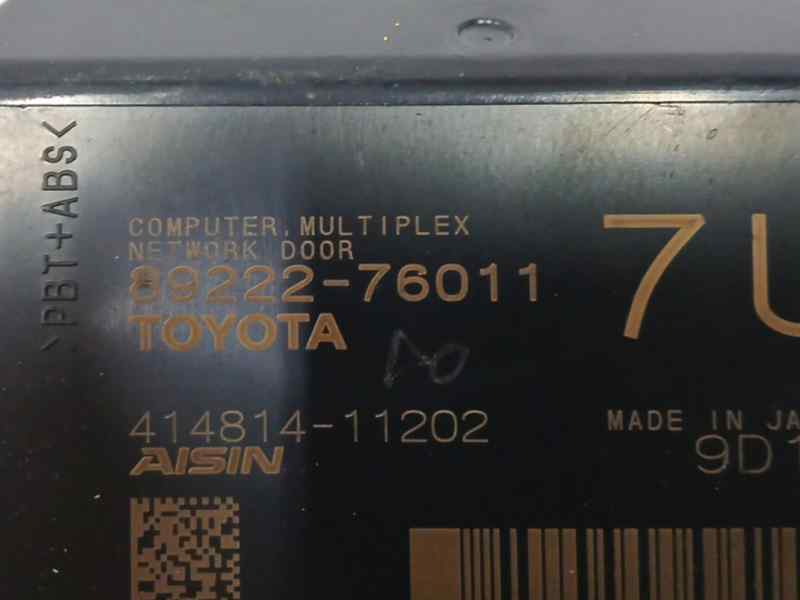 >PBT+ABS<
COMPUTER, MULTIPLEX
NETWORK DOOR
89222-76011
7U
TOYOTA
414814-11202
MADE IN JA
AISIN
9D1